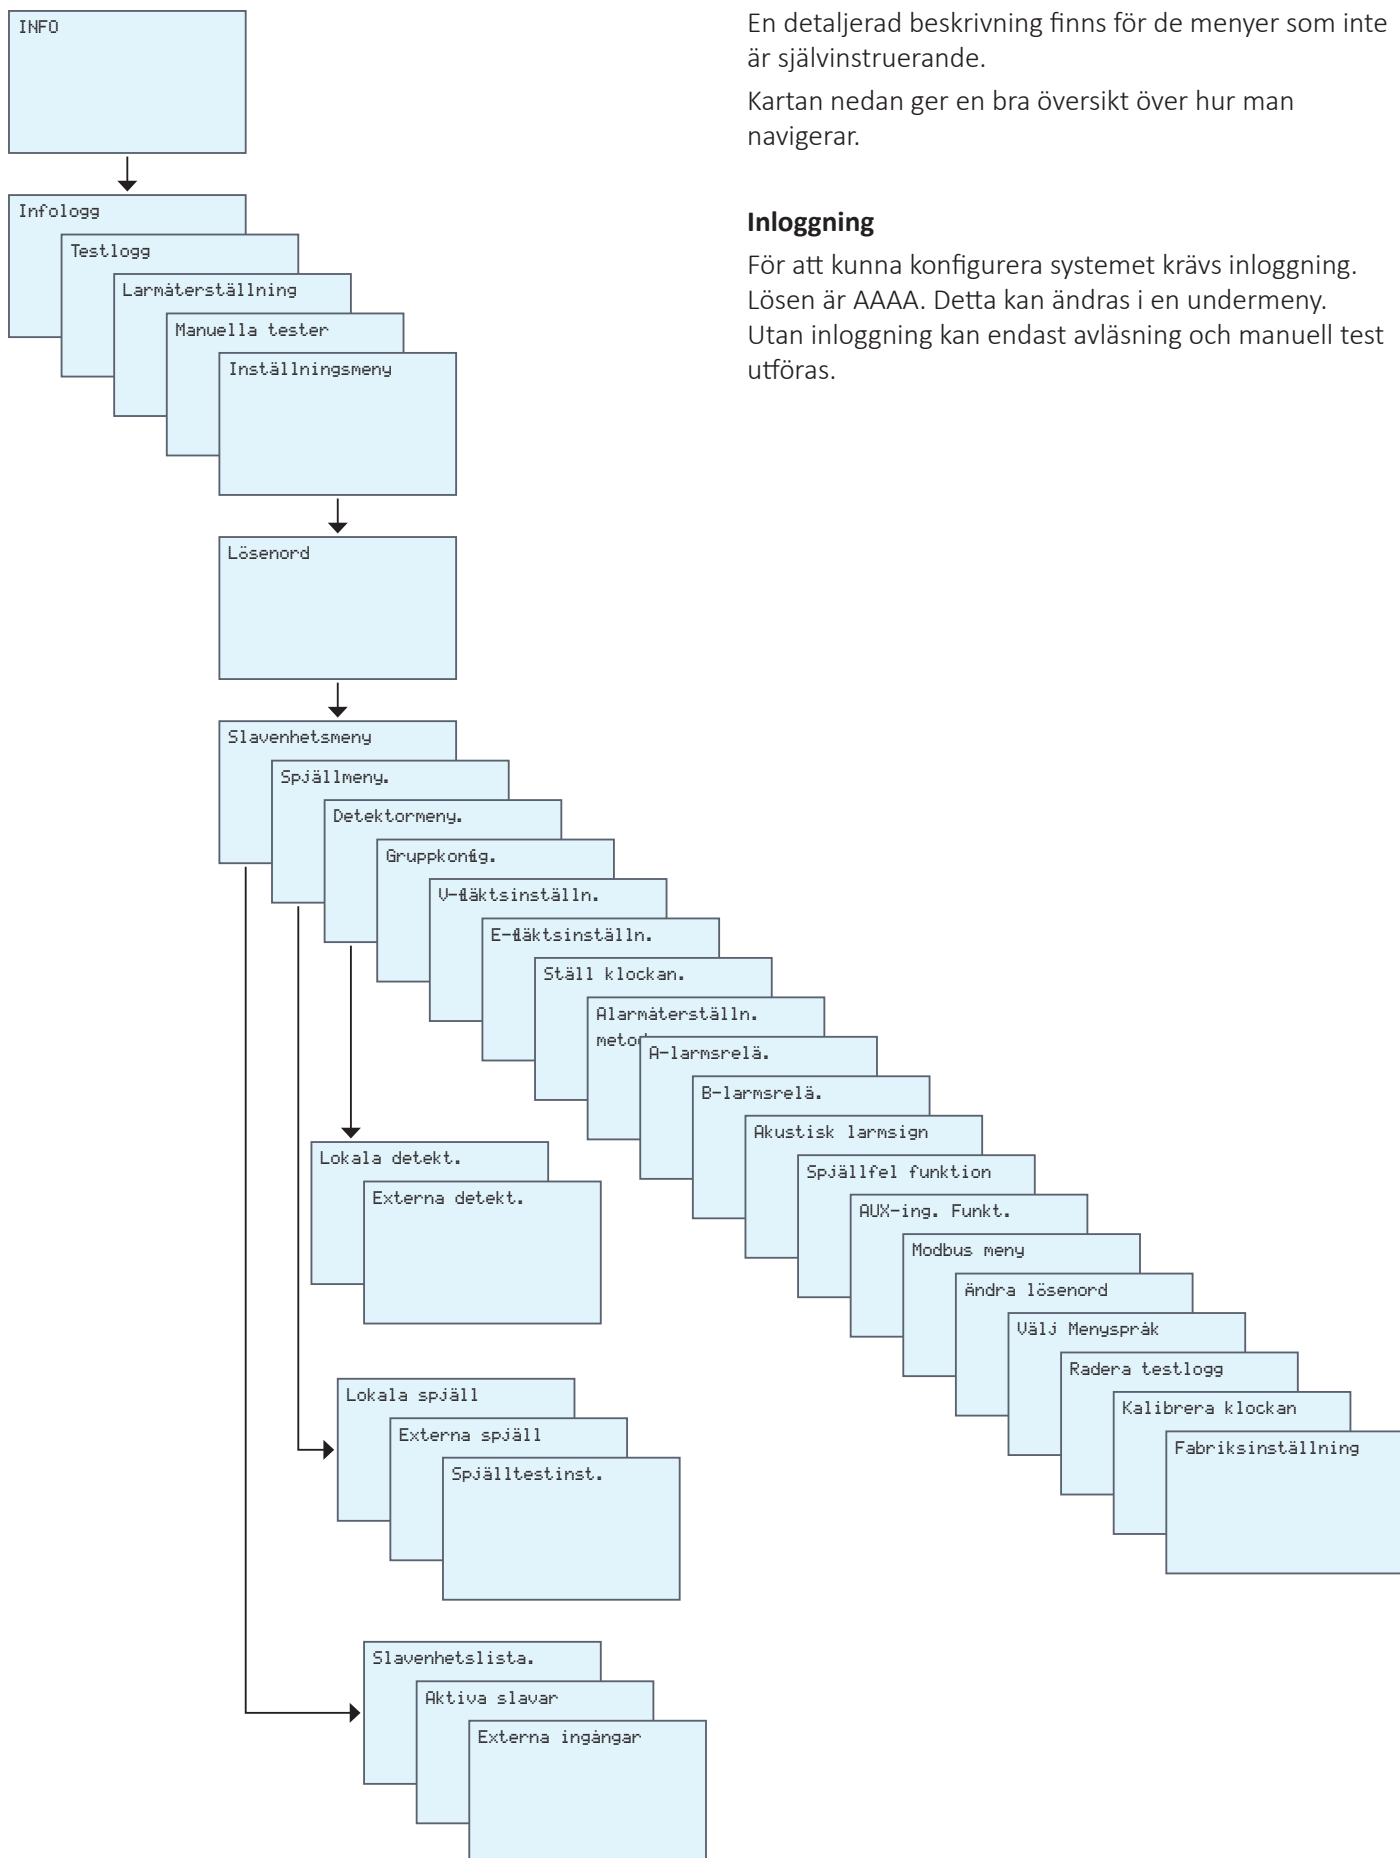 En detaljerad beskrivning finns för de menyer som inte
är självinstruerande.
Kartan nedan ger en bra översikt över hur man
navigerar.
Inloggning
För att kunna konfigurera systemet krävs inloggning.
Lösen är AAAA. Detta kan ändras i en undermeny.
Utan inloggning kan endast avläsning och manuell test
utföras.
INFO
Infologg
Testlogg
Larmåterställning
Manuella tester
Inställningsmeny
Lösenord
Slavenhetsmeny
Spjällmeny.
Detektormeny.
Gruppkonfig.
V-fläktsinställn.
E-fläktsinställn.
Ställ klockan.
Alarmåterställn.
metod
A-larmsrelä.
B-larmsrelä.
Akustisk larmsign
Spjällfel funktion
AUX-ing. Funkt.
Modbus meny
Ändra lösenord
Välj Menyspråk
Radera testlogg
Kalibrera klockan
Fabriksinställning
Lokala detekt.
Externa detekt.
Lokala spjäll
Externa spjäll
Spjälltestinst.
Slavenhetslista.
Aktiva slavar
Externa ingångar